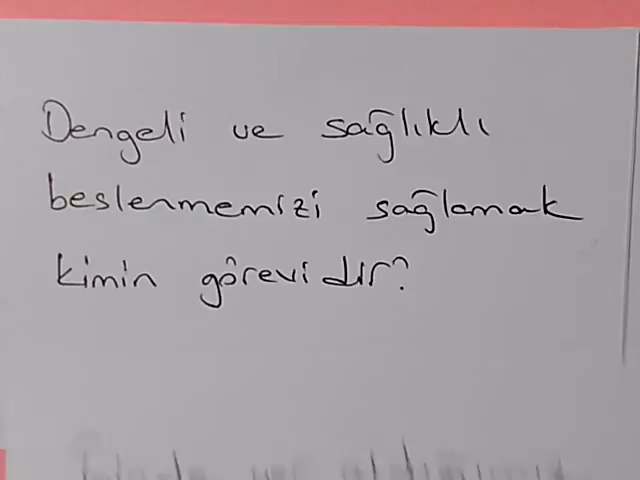 Dengeli ve sağlıklı
beslenmemizi sağlamak
kimin görevidir?